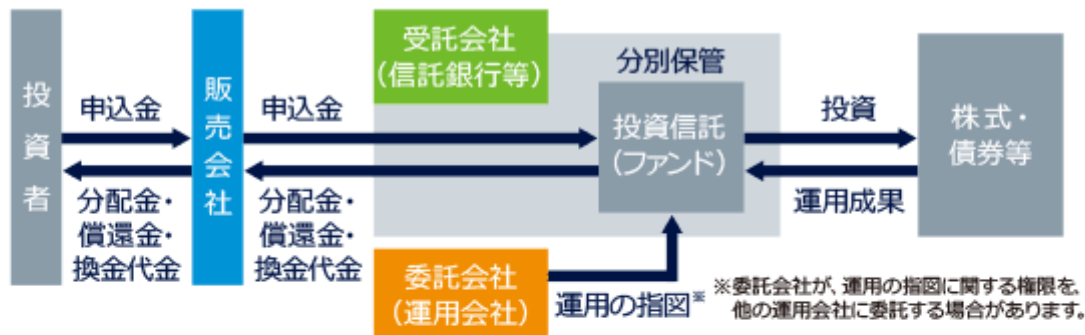 投資者
申込金
分配金・
償還金・
換金代金
販売会社
申込金
分配金・
償還金・
換金代金
受託会社
（信託銀行等）
分別保管
投資信託
（ファンド）
委託会社
（運用会社）
運用の指図※
投資
運用成果
株式・
債券等
※委託会社が、運用の指図に関する権限を、
他の運用会社に委託する場合があります。